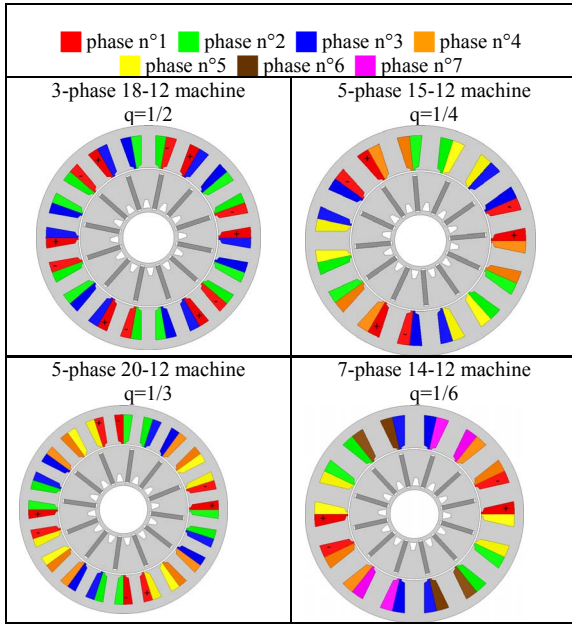 phase n°1 phase n°2 phase n°3 phase n°4
phase n°5 phase n°6 phase n°7
3-phase 18-12 machine
q=1/2
5-phase 15-12 machine
q=1/4
5-phase 20-12 machine
q=1/3
7-phase 14-12 machine
q=1/6